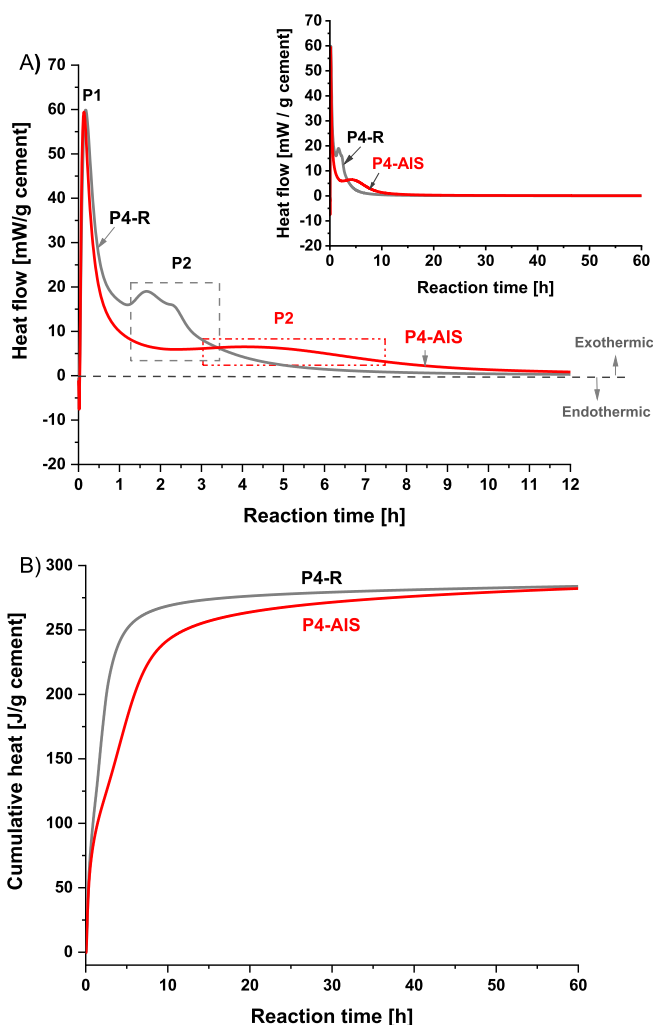 A)
Heat flow [mW/g cement]
70
60
50
40
30
20
10
0
-10
-20
P1
P4-R
P2
P2
P4-AIS
Exothermic
Endothermic
0 1 2 3 4 5 6 7 8 9 10 11 12
Reaction time [h]
Heat flow [mW / g cement]
70
60
50
40
30
20
10
0
-10
-20
P4-R
P4-AIS
0 10 20 30 40 50 60
Reaction time [h]
B)
Cumulative heat [J/g cement]
300
250
200
150
100
50
0
P4-R
P4-AIS
0 10 20 30 40 50 60
Reaction time [h]